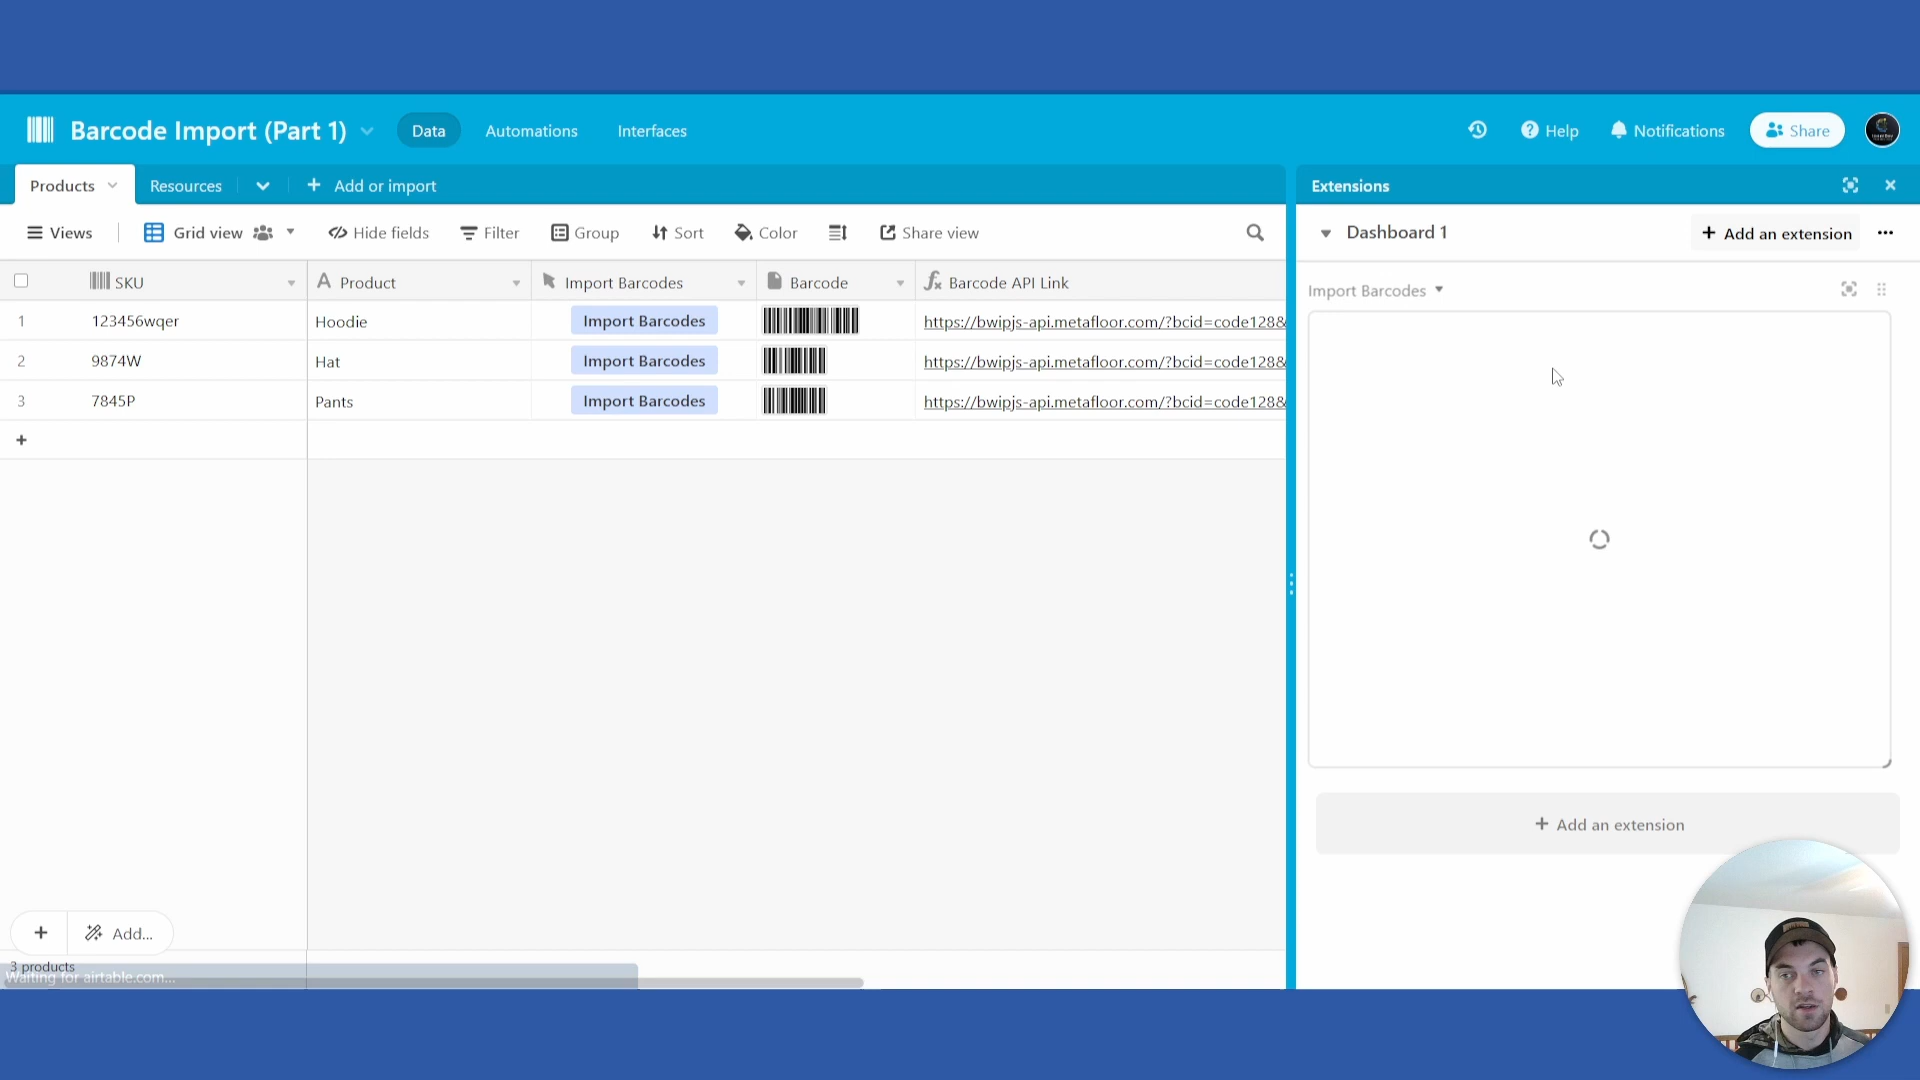 Barcode Import (Part 1)
Data
Automations
Interfaces
Help
Notifications
Share
Products
Resources
Add or import
Extensions
Views
Grid view
Hide fields
Filter
Group
Sort
Color
Share view
Dashboard 1
Add an extension
SKU
Product
Import Barcodes
Barcode
Barcode API Link
Import Barcodes
1
123456wqer
Hoodie
Import Barcodes
https://bwipjs-api.metafloor.com/?bcid=code128&
2
9874W
Hat
Import Barcodes
https://bwipjs-api.metafloor.com/?bcid=code128&
3
7845P
Pants
Import Barcodes
https://bwipjs-api.metafloor.com/?bcid=code128&
Add an extension
Add...
3 products
Waiting for airtable.com...